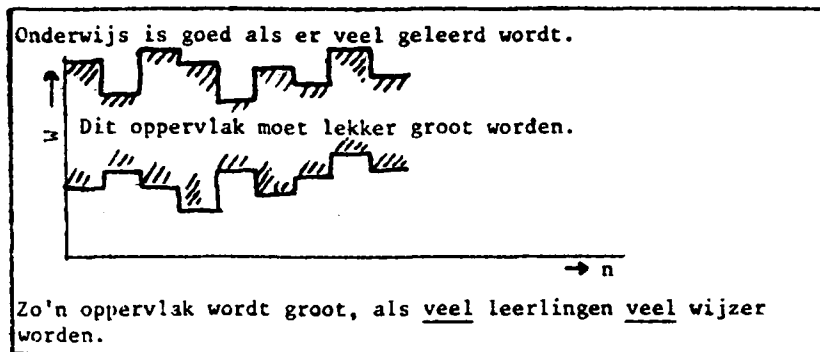 Onderwijs is goed als er veel geleerd wordt.
W
Dit oppervlak moet lekker groot worden.
n
Zo'n oppervlak wordt groot, als veel leerlingen veel wijzer
worden.